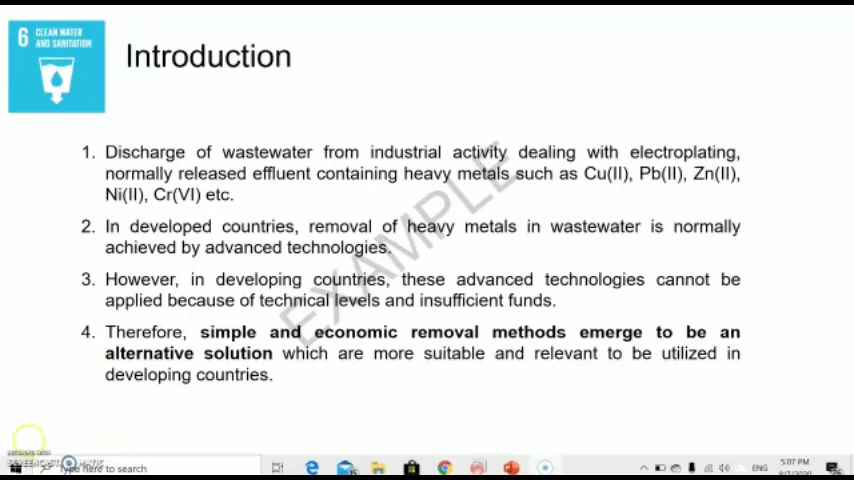 6 CLEAN WATER
AND SANITATION
Introduction
1. Discharge of wastewater from industrial activity dealing with electroplating,
normally released effluent containing heavy metals such as Cu(II), Pb(II), Zn(II),
Ni(II), Cr(VI) etc.
2. In developed countries, removal of heavy metals in wastewater is normally
achieved by advanced technologies.
3. However, in developing countries, these advanced technologies cannot be
applied because of technical levels and insufficient funds.
4. Therefore, simple and economic removal methods emerge to be an
alternative solution which are more suitable and relevant to be utilized in
developing countries.
EXAMPLE
RECORDED WITH
SCREENCAST-O-MATIC
Type here to search
ENG
5:07 PM